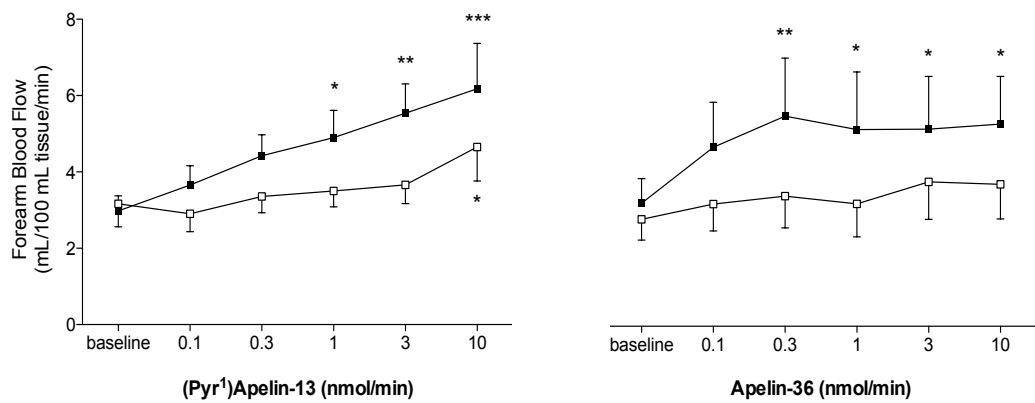 Forearm Blood Flow
(mL/100 mL tissue/min)
8
6
4
2
0
***
**
*
*
baseline 0.1 0.3 1 3 10
(Pyr¹)Apelin-13 (nmol/min)
** * * *
baseline 0.1 0.3 1 3 10
Apelin-36 (nmol/min)